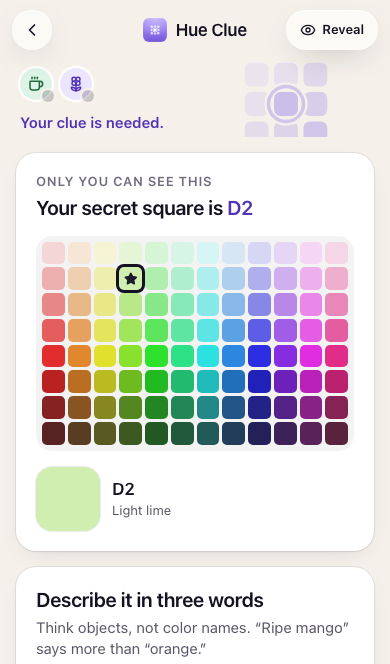 Hue Clue
Reveal
Your clue is needed.
ONLY YOU CAN SEE THIS
Your secret square is D2
D2
Light lime
Describe it in three words
Think objects, not color names. “Ripe mango”
says more than “orange.”